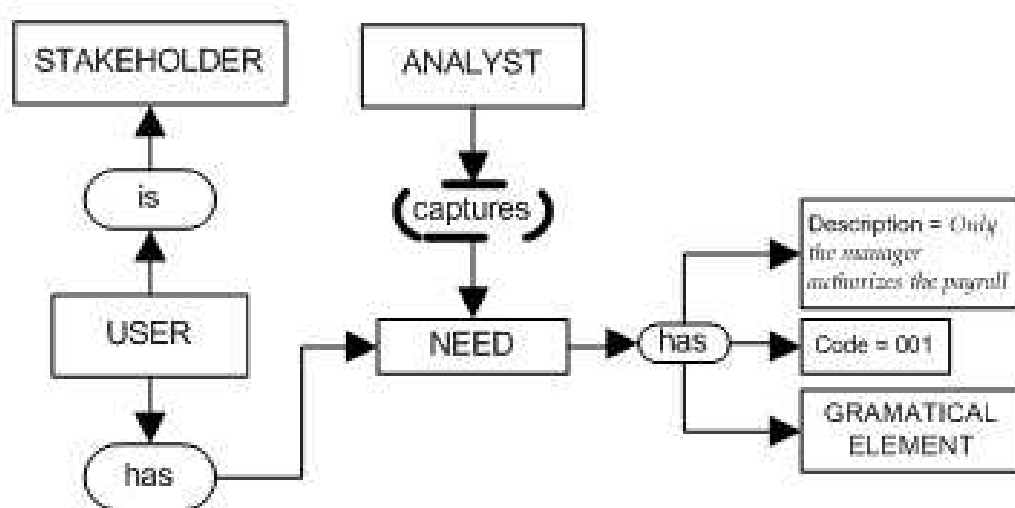 STAKEHOLDER
ANALYST
is
captures
USER
NEED
has
has
Description = Only
the manager
authorizes the payroll
Code = 001
GRAMATICAL
ELEMENT